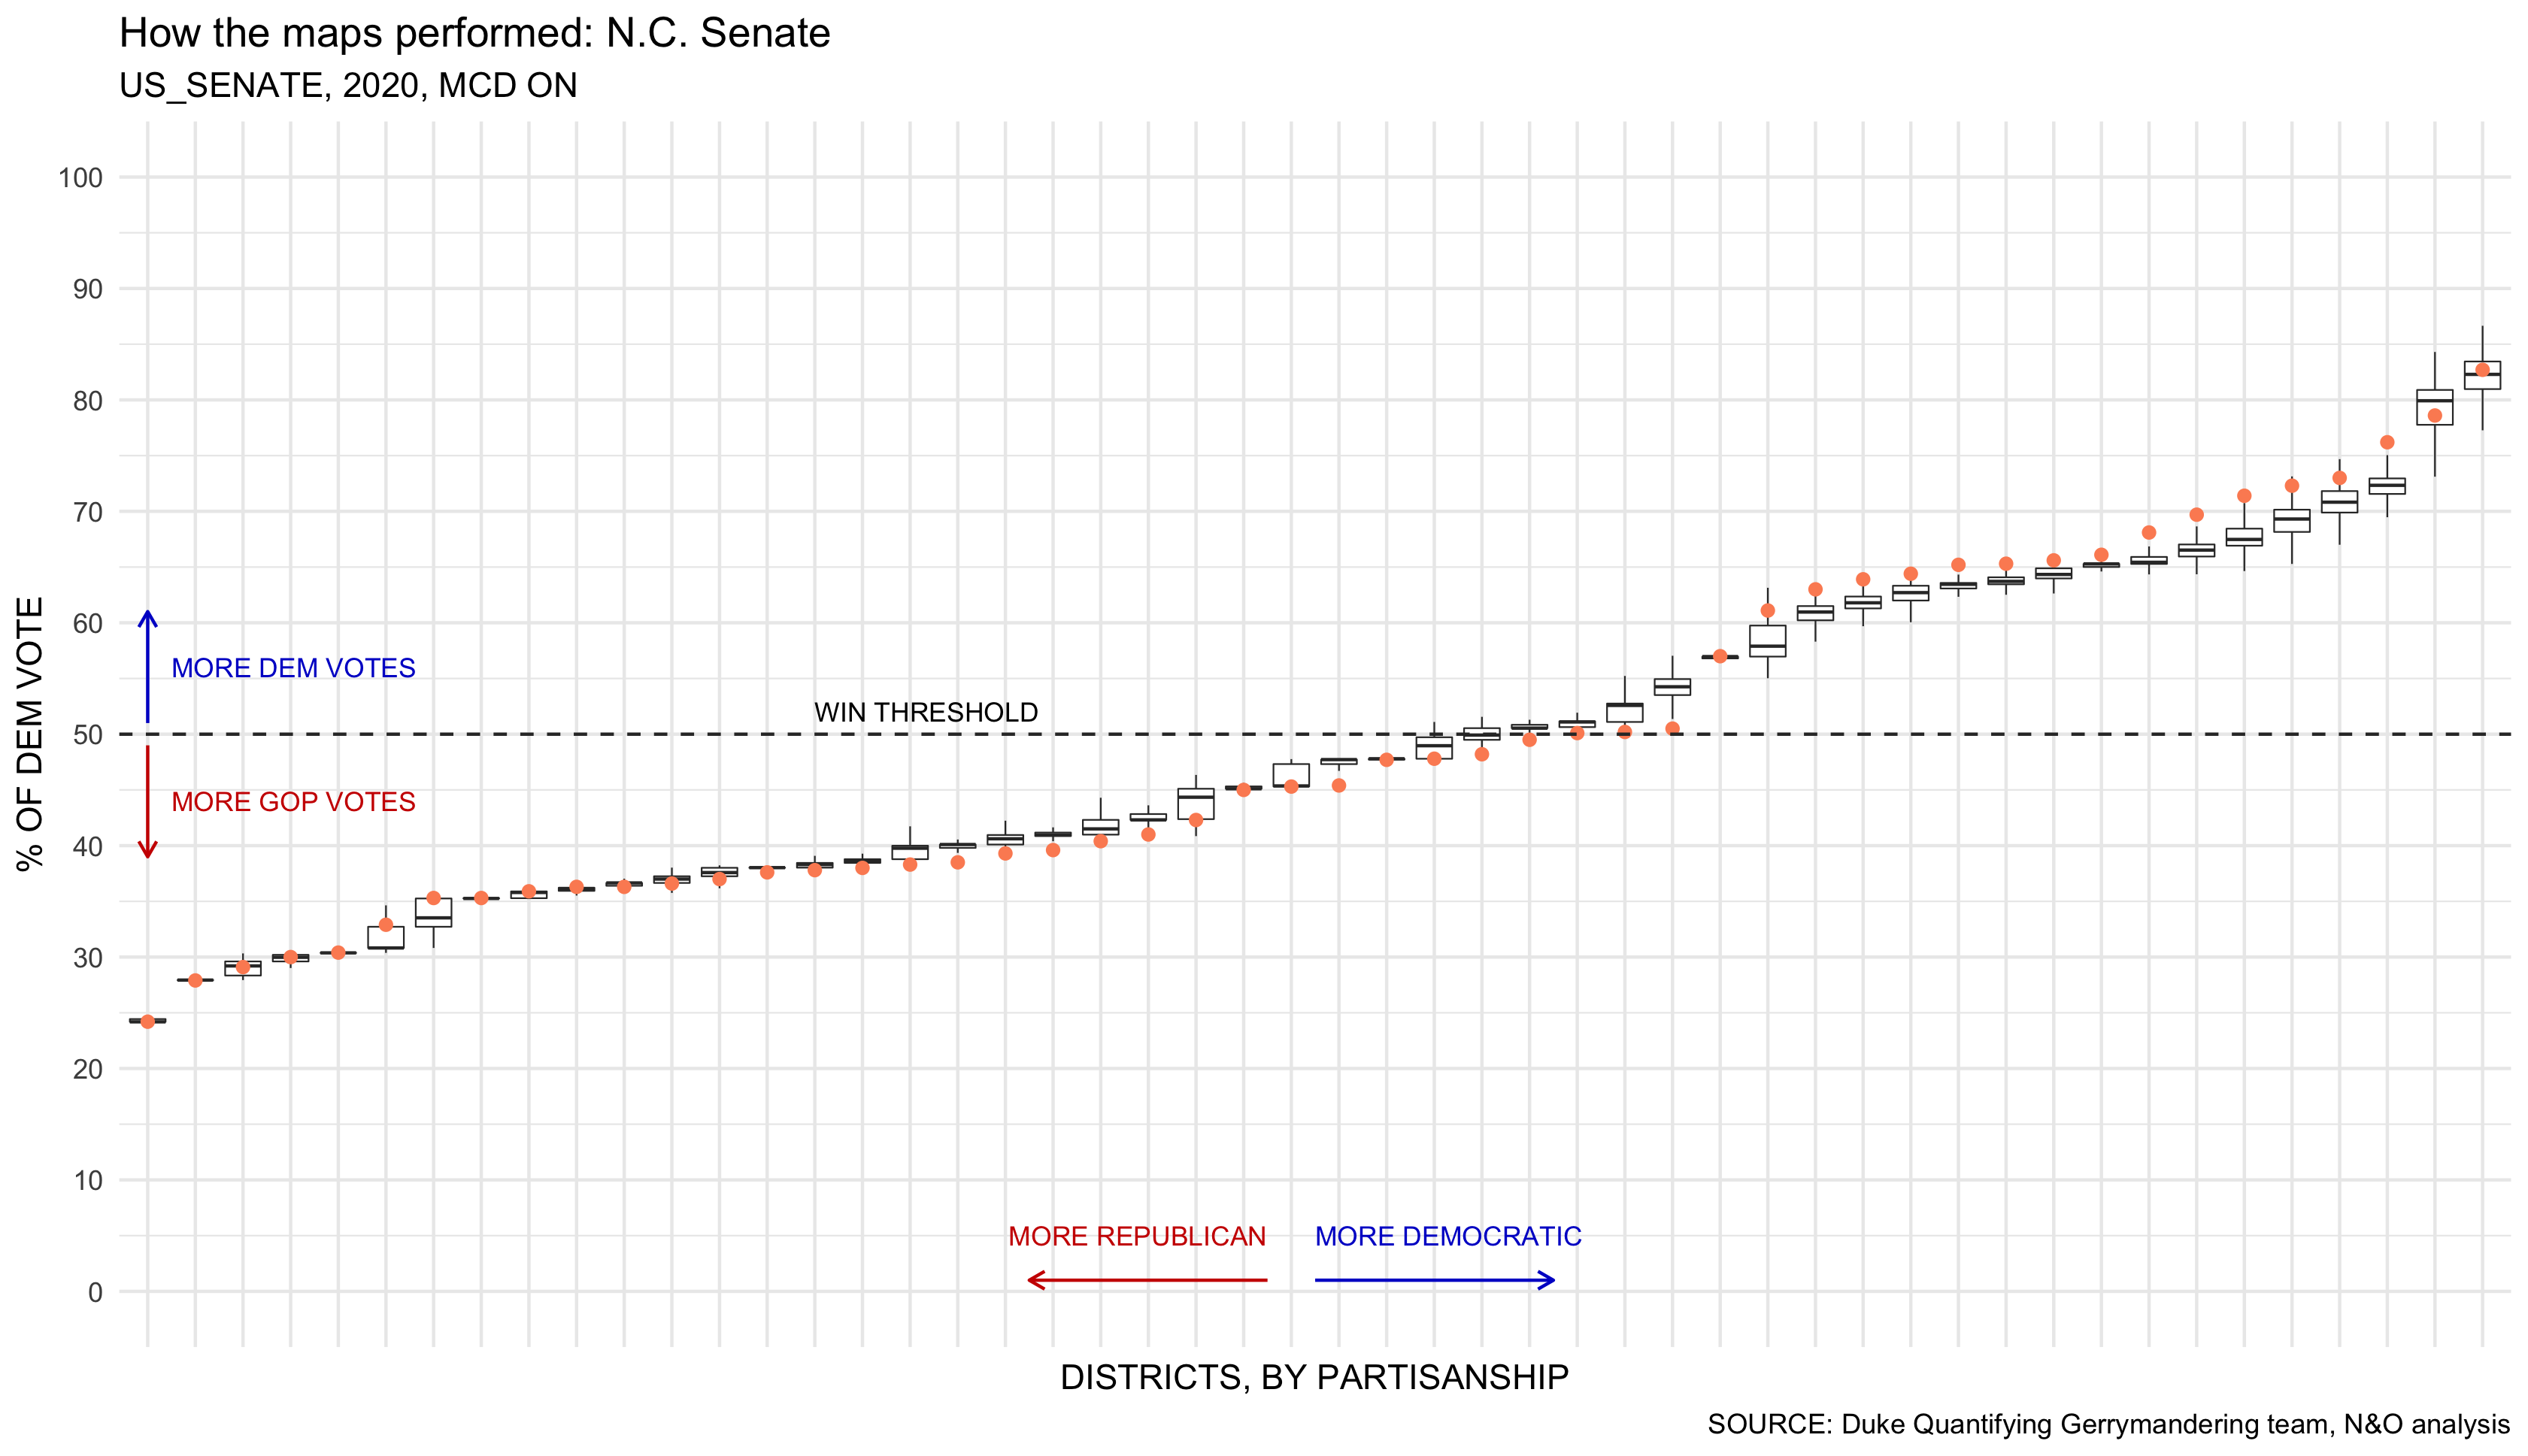 How the maps performed: N.C. Senate
US_SENATE, 2020, MCD ON
% OF DEM VOTE
100
90
80
70
60
50
40
30
20
10
0
MORE DEM VOTES
WIN THRESHOLD
MORE GOP VOTES
MORE REPUBLICAN
MORE DEMOCRATIC
DISTRICTS, BY PARTISANSHIP
SOURCE: Duke Quantifying Gerrymandering team, N&O analysis